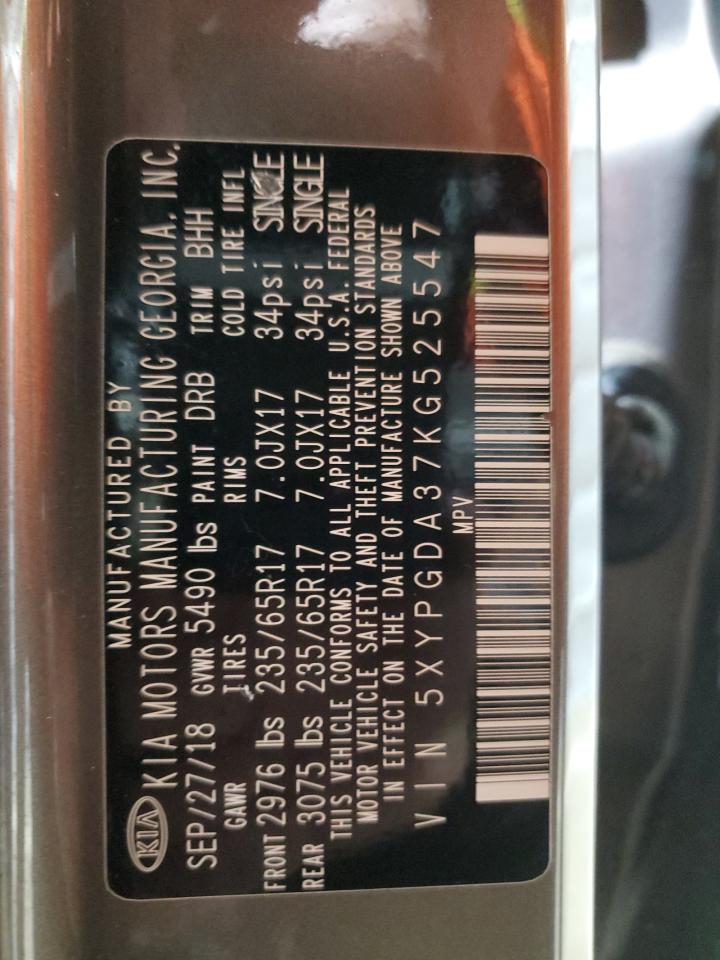 MANUFACTURED BY
KIA KIA MOTORS MANUFACTURING GEORGIA, INC.
SEP/27/18 GVWR 5490 lbs PAINT DRB TRIM BHH
GAWR TIRES RIMS COLD TIRE INFL
FRONT 2976 lbs 235/65R17 7.0JX17 34psi SINGLE
REAR 3075 lbs 235/65R17 7.0JX17 34psi SINGLE
THIS VEHICLE CONFORMS TO ALL APPLICABLE U.S.A. FEDERAL
MOTOR VEHICLE SAFETY AND THEFT PREVENTION STANDARDS
IN EFFECT ON THE DATE OF MANUFACTURE SHOWN ABOVE
VIN 5XYPGDA37KG525547
MPV